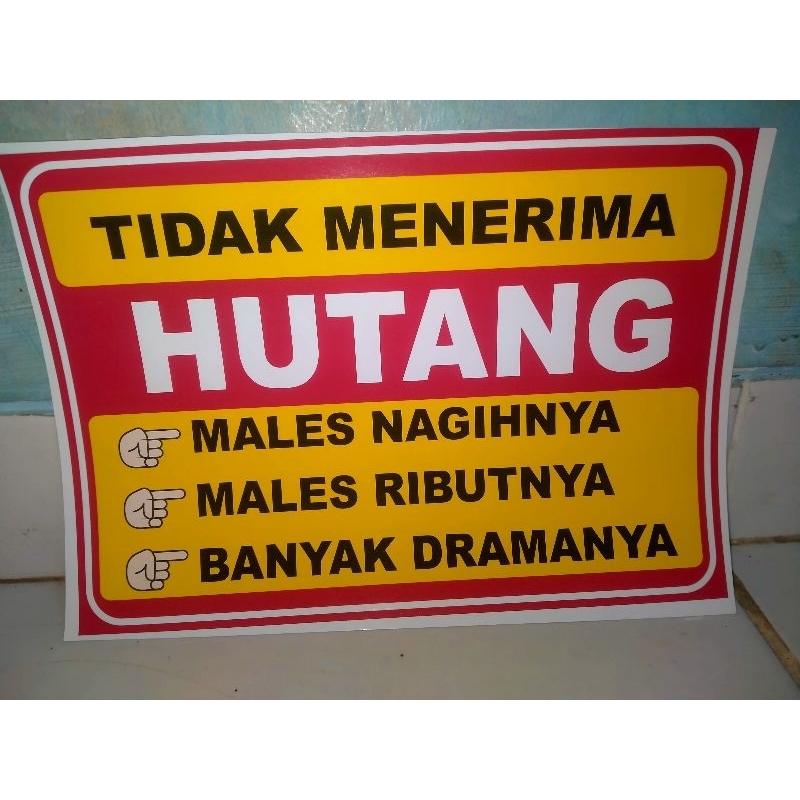 TIDAK MENERIMA
HUTANG
MALES NAGIHNYA
MALES RIBUTNYA
BANYAK DRAMANYA